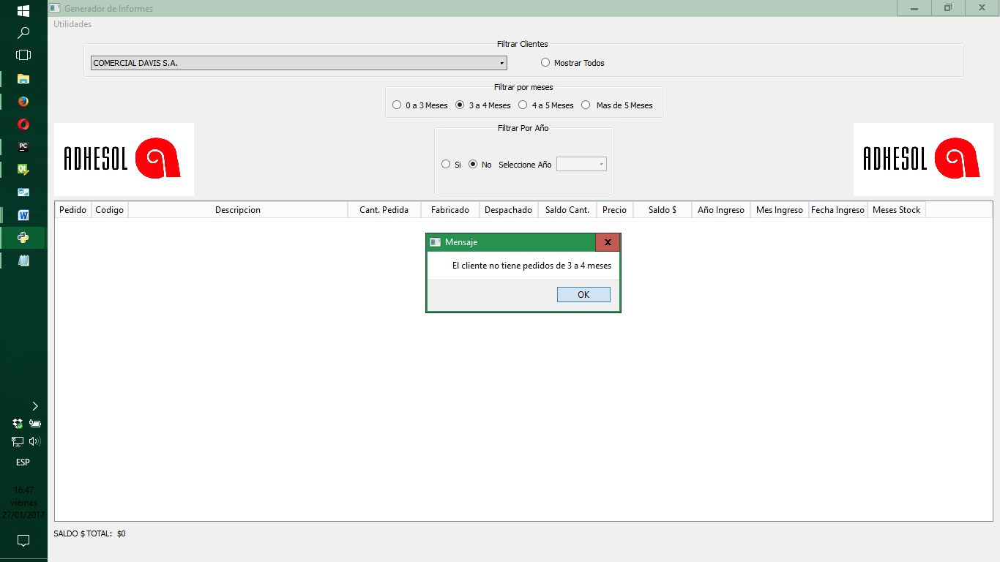 Generador de Informes
Utilidades
Filtrar Clientes
COMERCIAL DAVIS S.A.
Mostrar Todos
Filtrar por meses
0 a 3 Meses 3 a 4 Meses 4 a 5 Meses Mas de 5 Meses
Filtrar Por Año
Si No Seleccione Año
ADHESOL
ADHESOL
Pedido Codigo Descripcion Cant. Pedida Fabricado Despachado Saldo Cant. Precio Saldo $ Año Ingreso Mes Ingreso Fecha Ingreso Meses Stock
Mensaje
El cliente no tiene pedidos de 3 a 4 meses
OK
SALDO $ TOTAL: $0
PC
Qt
W
ESP
16:47
viernes
27/01/2017